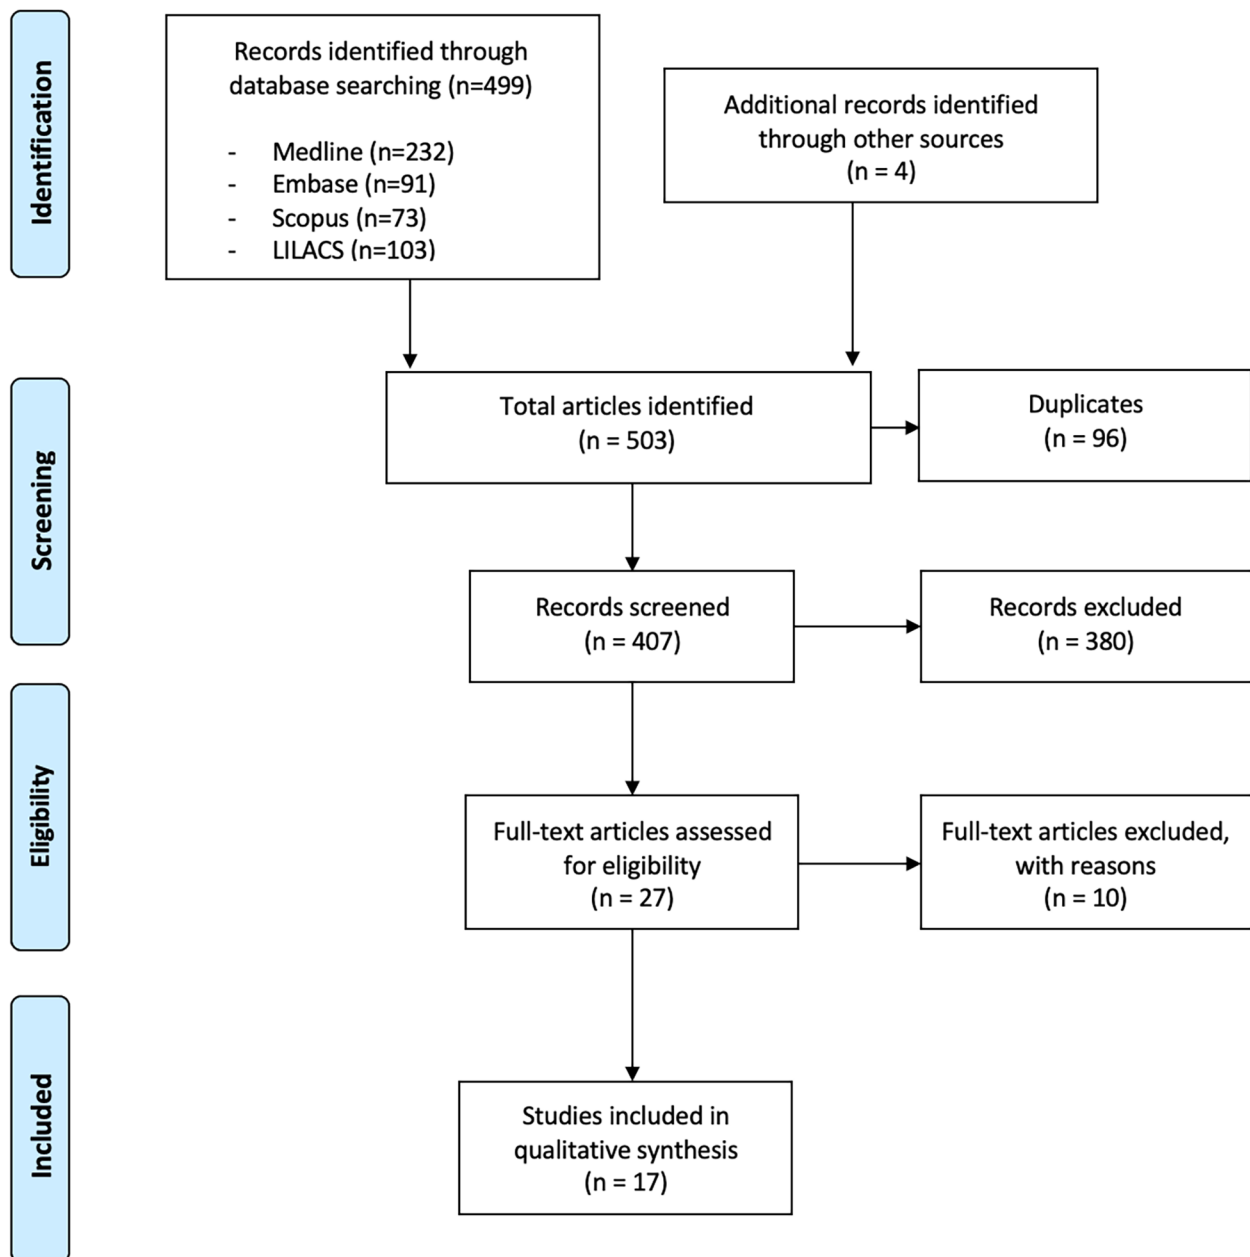 Identification
Records identified through
database searching (n=499)
- Medline (n=232)
- Embase (n=91)
- Scopus (n=73)
- LILACS (n=103)
Additional records identified
through other sources
(n = 4)
Screening
Total articles identified
(n = 503)
Duplicates
(n = 96)
Records screened
(n = 407)
Records excluded
(n = 380)
Eligibility
Full-text articles assessed
for eligibility
(n = 27)
Full-text articles excluded,
with reasons
(n = 10)
Included
Studies included in
qualitative synthesis
(n = 17)